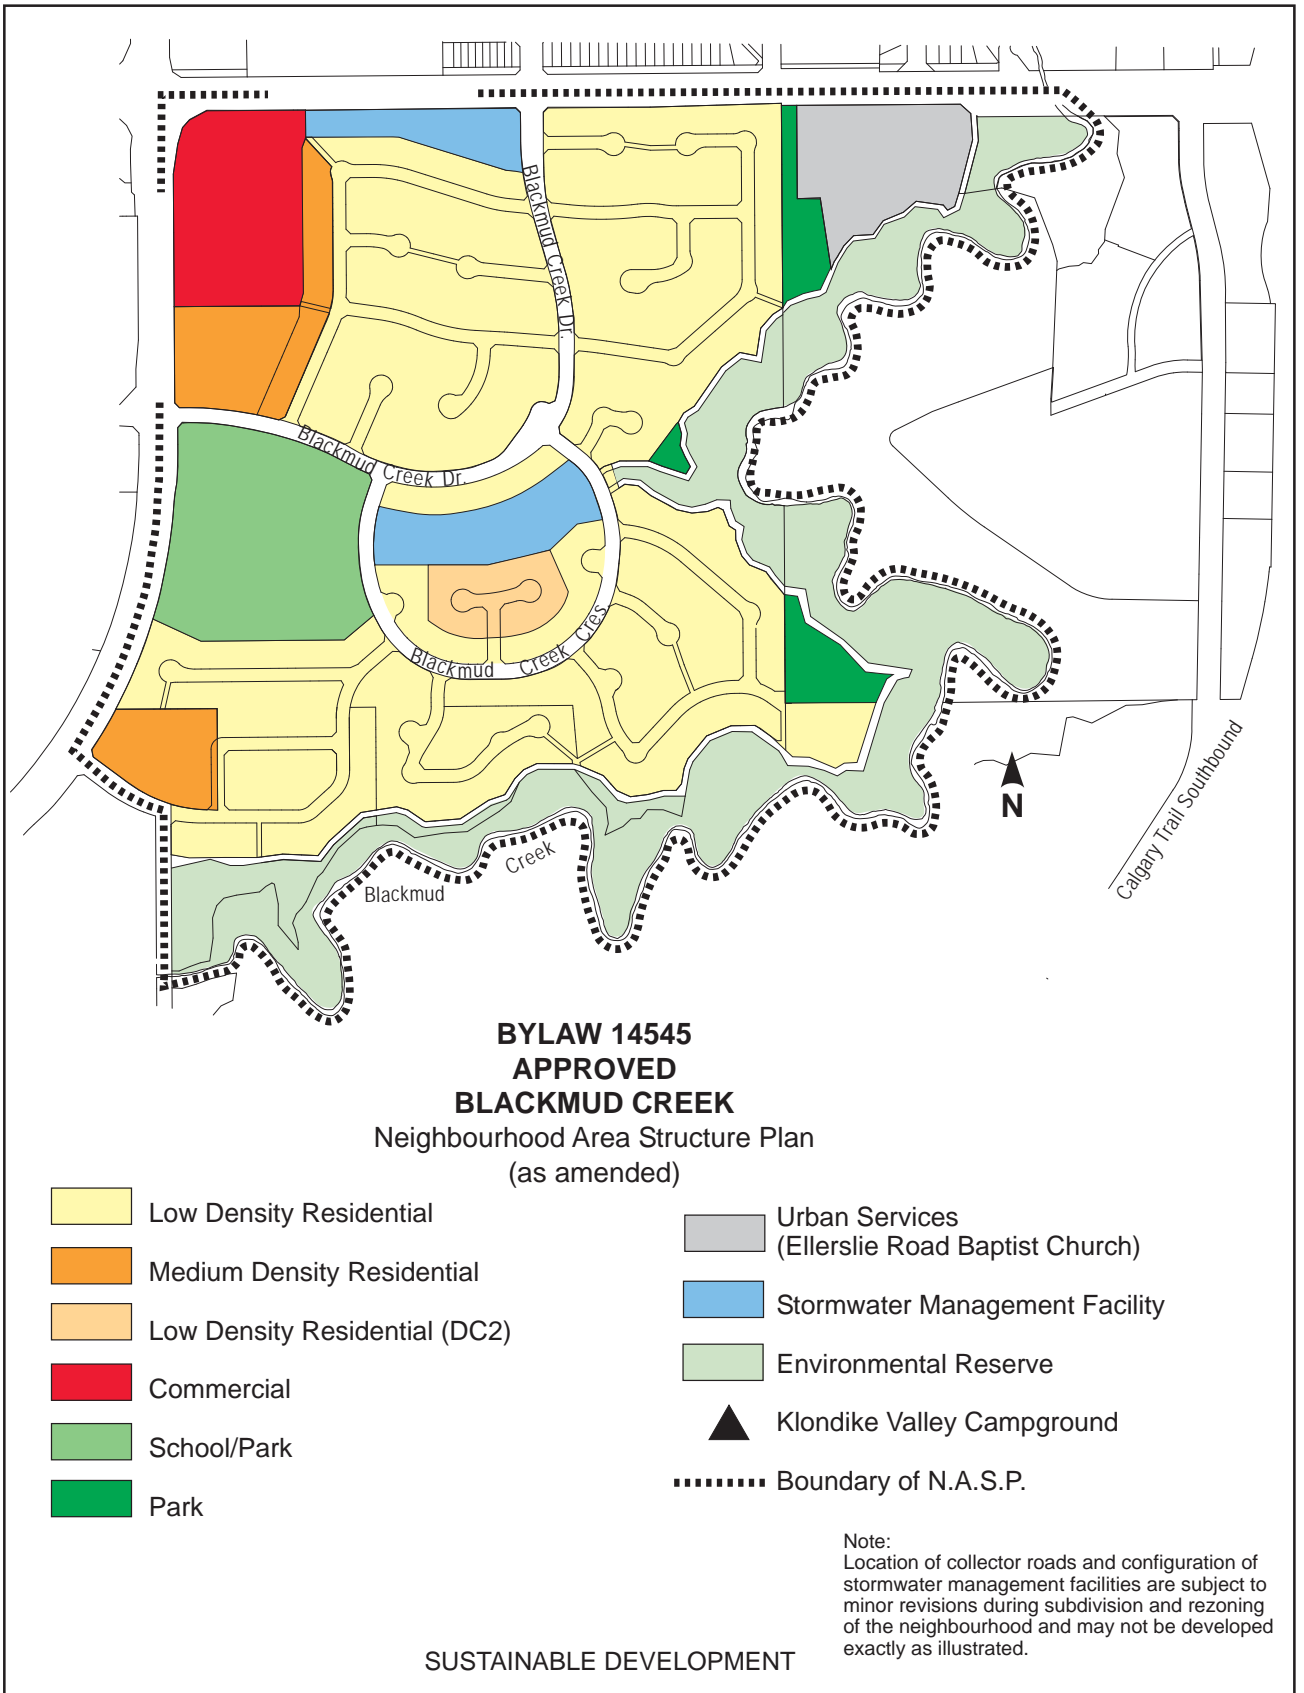 Blackmud Creek Dr.
Blackmud Creek Dr.
Blackmud Creek Cres.
Blackmud Creek
N
Calgary Trail Southbound
BYLAW 14545
APPROVED
BLACKMUD CREEK
Neighbourhood Area Structure Plan
(as amended)
Low Density Residential
Medium Density Residential
Low Density Residential (DC2)
Commercial
School/Park
Park
Urban Services
(Ellerslie Road Baptist Church)
Stormwater Management Facility
Environmental Reserve
Klondike Valley Campground
Boundary of N.A.S.P.
Note:
Location of collector roads and configuration of
stormwater management facilities are subject to
minor revisions during subdivision and rezoning
of the neighbourhood and may not be developed
exactly as illustrated.
SUSTAINABLE DEVELOPMENT